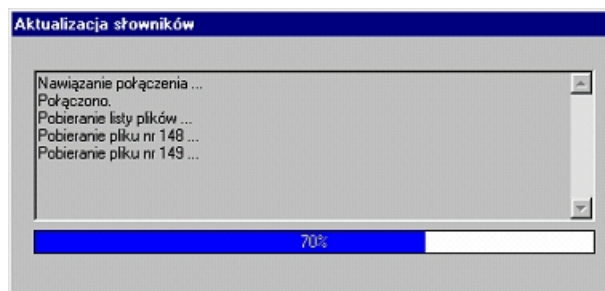 Aktualizacja słowników
Nawiązanie połączenia ...
Połączono.
Pobieranie listy plików ...
Pobieranie pliku nr 148 ...
Pobieranie pliku nr 149 ...
70%